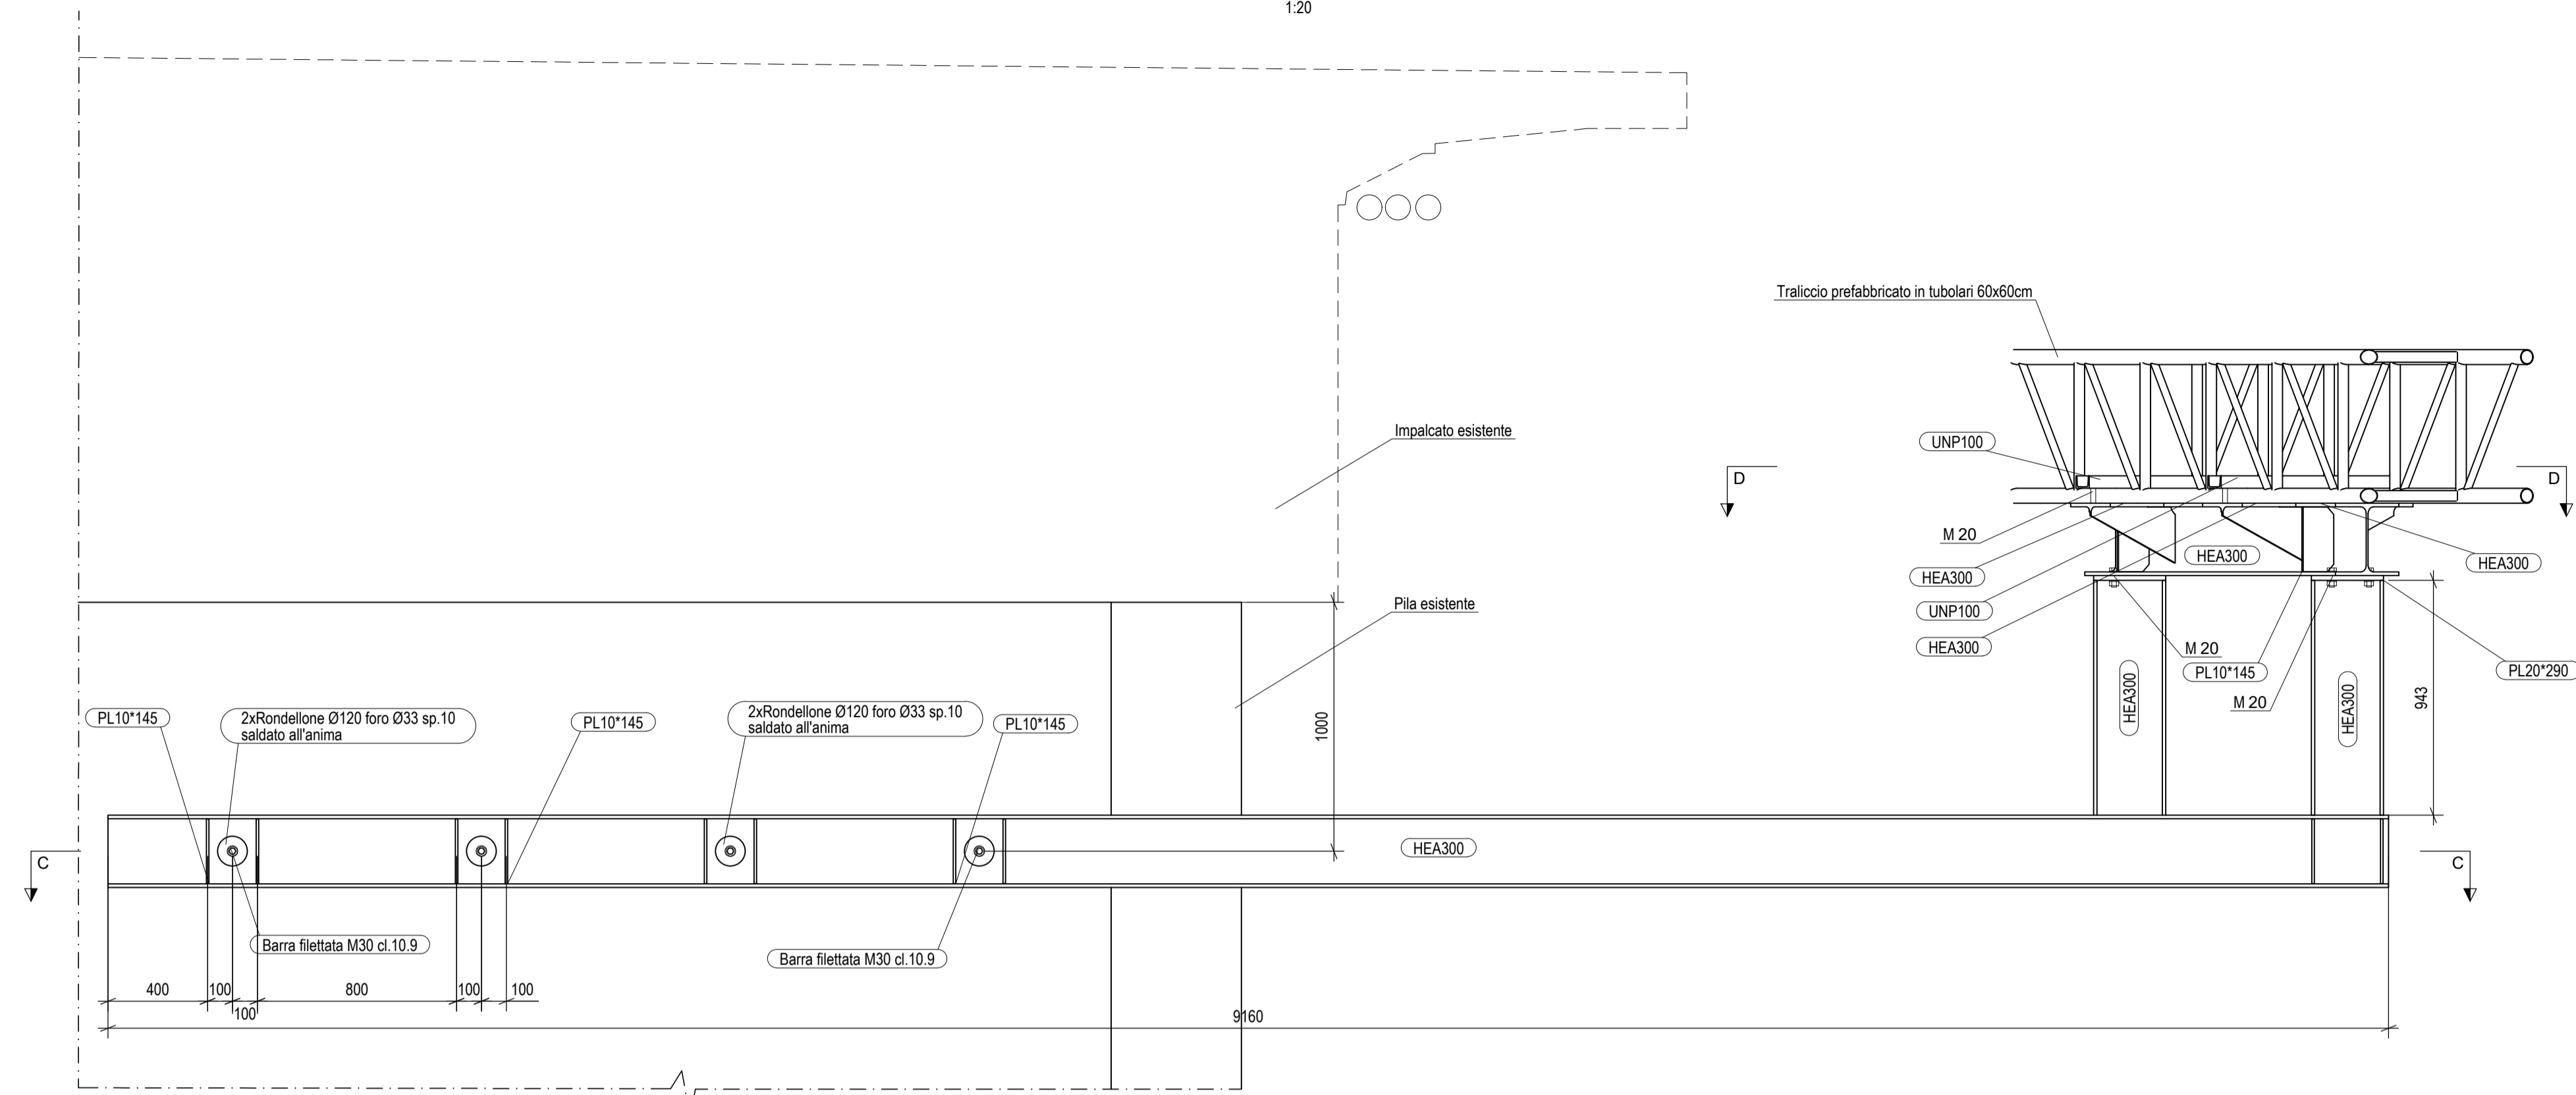 1:20
Traliccio prefabbricato in tubolari 60x60cm
Impalcato esistente
UNP100
D
D
M 20
HEA300
HEA300
HEA300
UNP100
HEA300
Pila esistente
M 20
PL10*145
PL20*290
M 20
HEA300
HEA300
943
PL10*145
2xRondellone Ø120 foro Ø33 sp.10
saldato all'anima
PL10*145
2xRondellone Ø120 foro Ø33 sp.10
saldato all'anima
PL10*145
1000
C
HEA300
C
Barra filettata M30 cl.10.9
Barra filettata M30 cl.10.9
400
100
800
100
100
100
9160